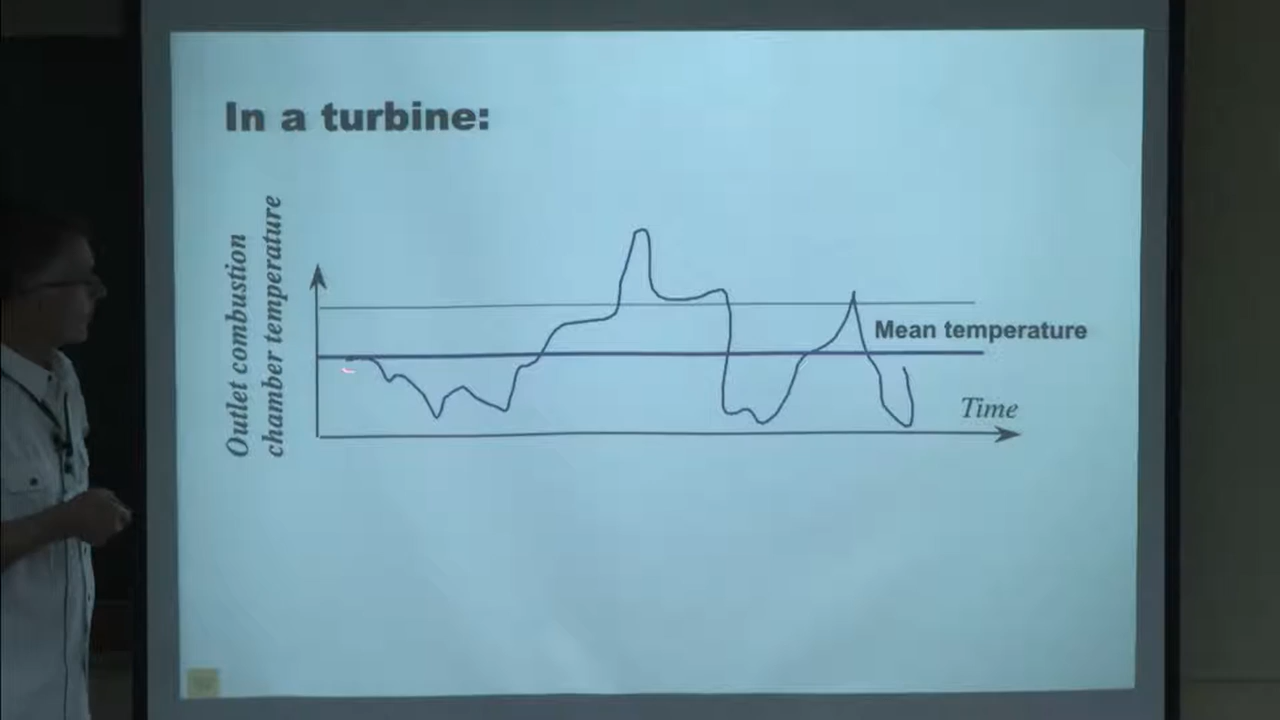 In a turbine:
Outlet combustion
chamber temperature
Mean temperature
Time